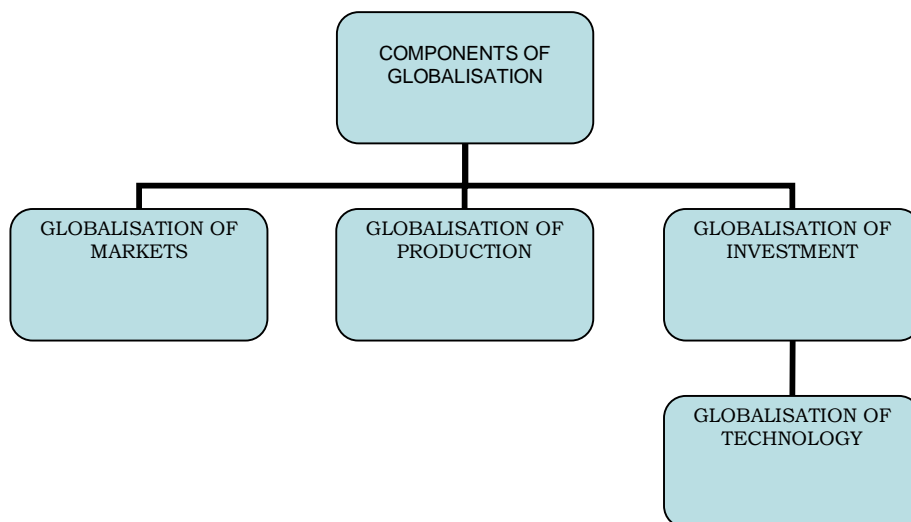 COMPONENTS OF
GLOBALISATION
GLOBALISATION OF
MARKETS
GLOBALISATION OF
PRODUCTION
GLOBALISATION OF
INVESTMENT
GLOBALISATION OF
TECHNOLOGY